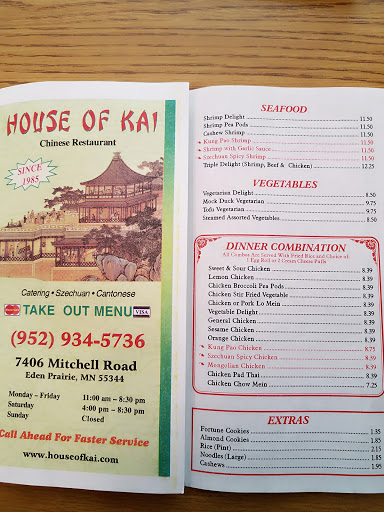 HOUSE OF KAI
Chinese Restaurant
SINCE
1985
Catering • Szechuan • Cantonese
TAKE OUT MENU VISA
(952) 934-5736
7406 Mitchell Road
Eden Prairie, MN 55344
Monday – Friday 11:00 am – 8:30 pm
Saturday 4:00 pm – 8:30 pm
Sunday Closed
Call Ahead For Faster Service
www.houseofkai.com
SEAFOOD
Shrimp Delight 11.50
Shrimp Pea Pods 11.50
Cashew Shrimp 11.50
Kung Pao Shrimp 11.50
Shrimp with Garlic Sauce 11.50
Szechuan Spicy Shrimp 11.50
Triple Delight (Shrimp, Beef & Chicken) 12.25
VEGETABLES
Vegetarian Delight 8.50
Mock Duck Vegetarian 9.75
Tofu Vegetarian 9.75
Steamed Assorted Vegetables 8.50
DINNER COMBINATION
All Combos Are Served With Fried Rice and Choice of:
1 Egg Roll or 2 Cream Cheese Puffs
Sweet & Sour Chicken 8.39
Lemon Chicken 8.39
Chicken Broccoli Pea Pods 8.39
Chicken Stir Fried Vegetable 8.39
Chicken or Pork Lo Mein 8.39
Vegetable Delight 8.39
General Chicken 8.39
Sesame Chicken 8.39
Orange Chicken 8.39
Kung Pao Chicken 8.75
Szechuan Spicy Chicken 8.39
Mongolian Chicken 8.39
Chicken Pad Thai 8.39
Chicken Chow Mein 7.25
EXTRAS
Fortune Cookies 1.35
Almond Cookies 1.85
Rice (Pint) 2.15
Noodles (Large) 1.85
Cashews 1.95